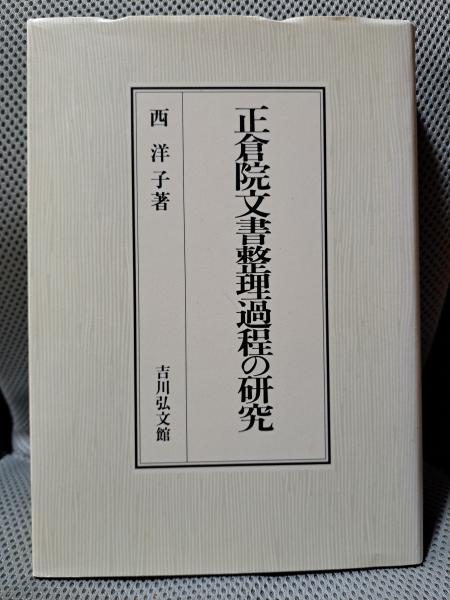 正倉院文書整理過程の研究
西洋子著
吉川弘文館